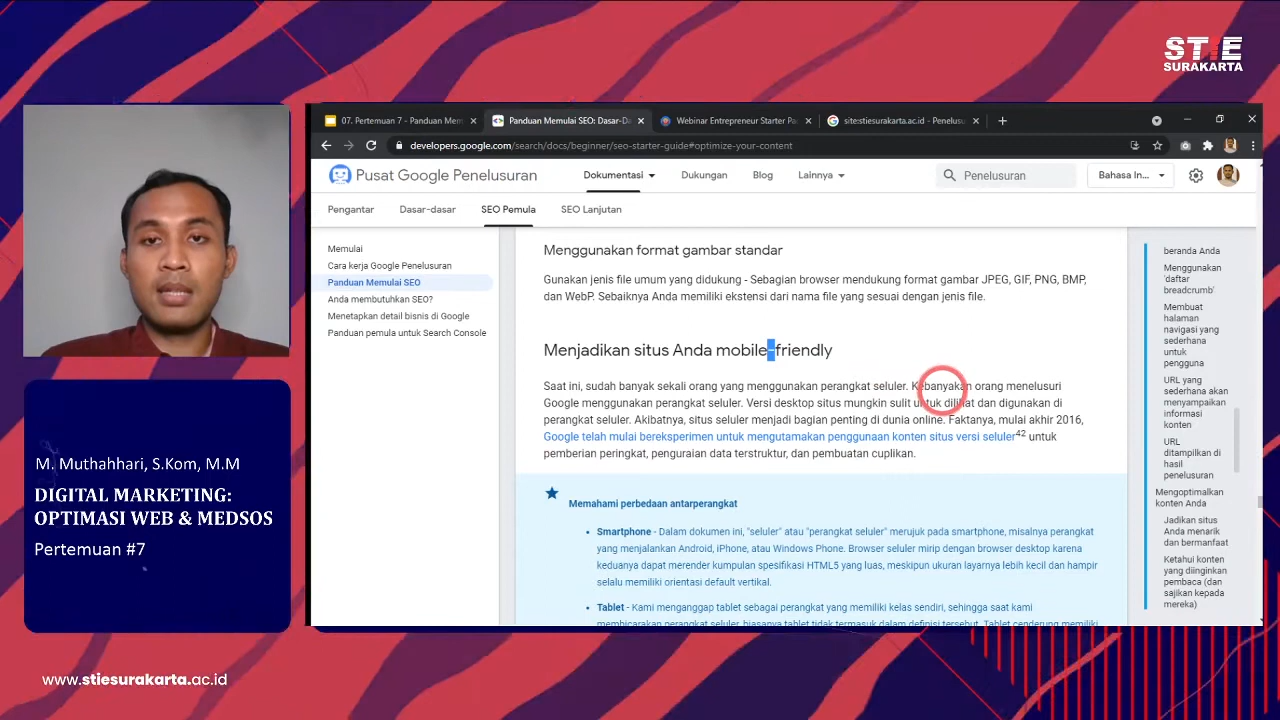 STIE
SURAKARTA
07. Pertemuan 7 - Panduan Mem
Panduan Memulai SEO: Dasar-Da
Webinar Entrepreneur Starter Pa
site:stiesurakarta.ac.id - Penelusu
developers.google.com/search/docs/beginner/seo-starter-guide#optimize-your-content
Pusat Google Penelusuran
Dokumentasi
Dukungan
Blog
Lainnya
Penelusuran
Bahasa In...
Pengantar
Dasar-dasar
SEO Pemula
SEO Lanjutan
Memulai
Cara kerja Google Penelusuran
Panduan Memulai SEO
Anda membutuhkan SEO?
Menetapkan detail bisnis di Google
Panduan pemula untuk Search Console
Menggunakan format gambar standar
Gunakan jenis file umum yang didukung - Sebagian browser mendukung format gambar JPEG, GIF, PNG, BMP,
dan WebP. Sebaiknya Anda memiliki ekstensi dari nama file yang sesuai dengan jenis file.
Menjadikan situs Anda mobile-friendly
Saat ini, sudah banyak sekali orang yang menggunakan perangkat seluler. Kebanyakan orang menelusuri
Google menggunakan perangkat seluler. Versi desktop situs mungkin sulit untuk dilihat dan digunakan di
perangkat seluler. Akibatnya, situs seluler menjadi bagian penting di dunia online. Faktanya, mulai akhir 2016,
Google telah mulai bereksperimen untuk mengutamakan penggunaan konten situs versi seluler42 untuk
pemberian peringkat, penguraian data terstruktur, dan pembuatan cuplikan.
Memahami perbedaan antarperangkat
• Smartphone - Dalam dokumen ini, "seluler" atau "perangkat seluler" merujuk pada smartphone, misalnya perangkat
yang menjalankan Android, iPhone, atau Windows Phone. Browser seluler mirip dengan browser desktop karena
keduanya dapat merender kumpulan spesifikasi HTML5 yang luas, meskipun ukuran layarnya lebih kecil dan hampir
selalu memiliki orientasi default vertikal.
• Tablet - Kami menganggap tablet sebagai perangkat yang memiliki kelas sendiri, sehingga saat kami
membicarakan perangkat seluler, biasanya tablet tidak termasuk dalam definisi tersebut. Tablet cenderung memiliki
beranda Anda
Menggunakan
'daftar
breadcrumb'
Membuat
halaman
navigasi yang
sederhana
untuk
pengguna
URL yang
sederhana akan
menyampaikan
informasi
konten
URL
ditampilkan di
hasil
penelusuran
Mengoptimalkan
konten Anda
Jadikan situs
Anda menarik
dan bermanfaat
Ketahui konten
yang diinginkan
pembaca (dan
sajikan kepada
mereka)
M. Muthahhari, S.Kom, M.M
DIGITAL MARKETING:
OPTIMASI WEB & MEDSOS
Pertemuan #7
www.stiesurakarta.ac.id